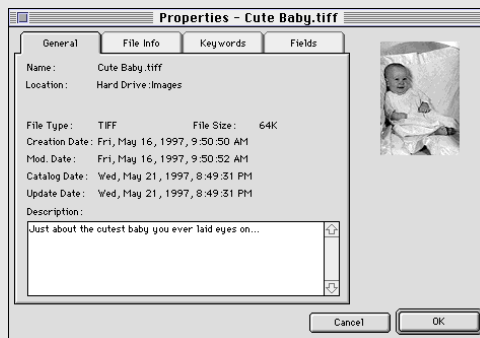 Properties - Cute Baby.tiff
General File Info Keywords Fields
Name: Cute Baby.tiff
Location: Hard Drive:Images
File Type: TIFF File Size: 64K
Creation Date: Fri, May 16, 1997, 9:50:50 AM
Mod. Date: Fri, May 16, 1997, 9:50:52 AM
Catalog Date: Wed, May 21, 1997, 8:49:31 PM
Update Date: Wed, May 21, 1997, 8:49:31 PM
Description:
Just about the cutest baby you ever laid eyes on...
Cancel OK